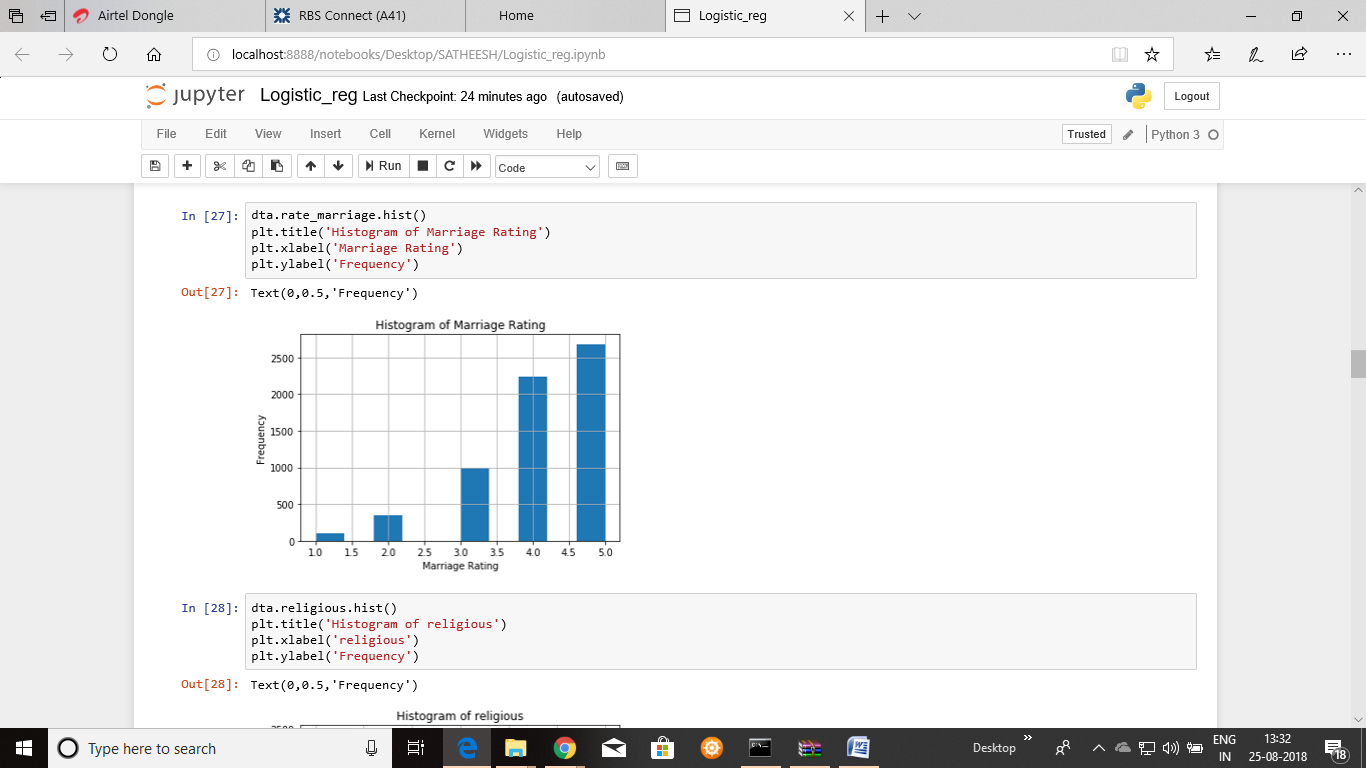 Airtel Dongle
RBS Connect (A41)
Home
Logistic_reg
localhost:8888/notebooks/Desktop/SATHEESH/Logistic_reg.ipynb
jupyter Logistic_reg Last Checkpoint: 24 minutes ago (autosaved)
Logout
File Edit View Insert Cell Kernel Widgets Help
Trusted
Python 3
Run
Code
In [27]: dta.rate_marriage.hist()
plt.title('Histogram of Marriage Rating')
plt.xlabel('Marriage Rating')
plt.ylabel('Frequency')
Out[27]: Text(0,0.5,'Frequency')
Histogram of Marriage Rating
2500
2000
1500
1000
500
0
Frequency
1.0 1.5 2.0 2.5 3.0 3.5 4.0 4.5 5.0
Marriage Rating
In [28]: dta.religious.hist()
plt.title('Histogram of religious')
plt.xlabel('religious')
plt.ylabel('Frequency')
Out[28]: Text(0,0.5,'Frequency')
Histogram of religious
Type here to search
Desktop
ENG
IN
13:32
25-08-2018
18